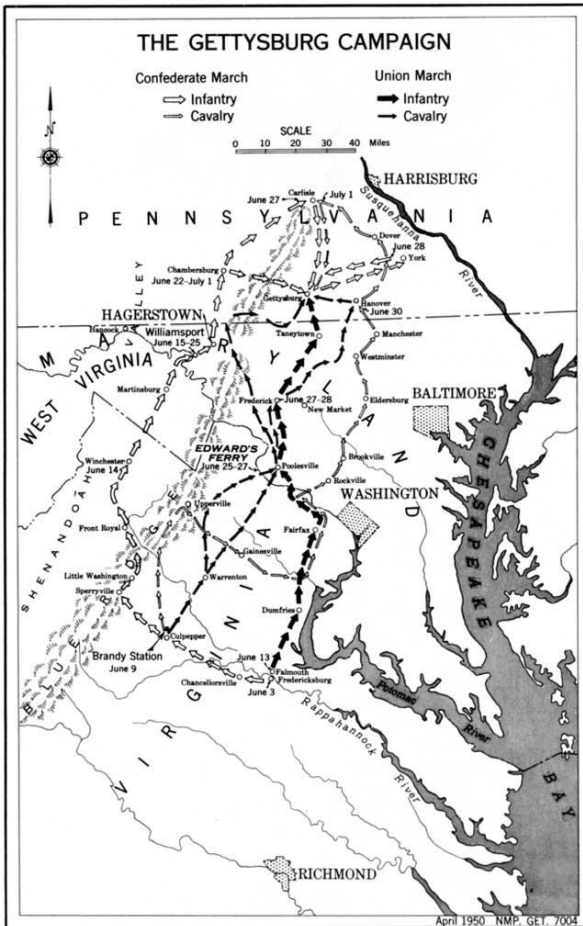 THE GETTYSBURG CAMPAIGN
Confederate March
Infantry
Cavalry
Union March
Infantry
Cavalry
N
SCALE
0 10 20 30 40 Miles
HARRISBURG
Carlisle
June 27
July 1
PENNSYLVANIA
Susquehanna
River
Dover
June 28
York
Chambersburg
June 22-July 1
Gettysburg
Hanover
June 30
HAGERSTOWN
Hancock
Williamsport
June 15-25
Taneytown
Manchester
MARYLAND
WEST VIRGINIA
Westminster
Martinsburg
Frederick
June 27-28
New Market
Eldersburg
BALTIMORE
EDWARD'S
FERRY
June 25-27
Winchester
June 14
Poolesville
Brookville
Rockville
WASHINGTON
CHESAPEAKE
BAY
SHENANDOAH
VALLEY
BLUE RIDGE
Upperville
Front Royal
Fairfax
Gainesville
Little Washington
Sperryville
Warrenton
Dumfries
Culpepper
Brandy Station
June 9
June 13
Falmouth
Fredericksburg
Chancellorsville
June 3
VIRGINIA
Potomac
River
Rappahannock
River
RICHMOND
April 1950 NMP. GET. 7004